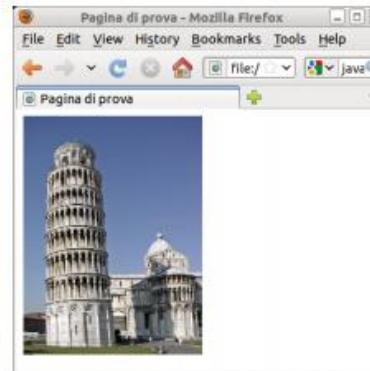 Pagina di prova - Mozilla Firefox
File Edit View History Bookmarks Tools Help
file:/ java
Pagina di prova